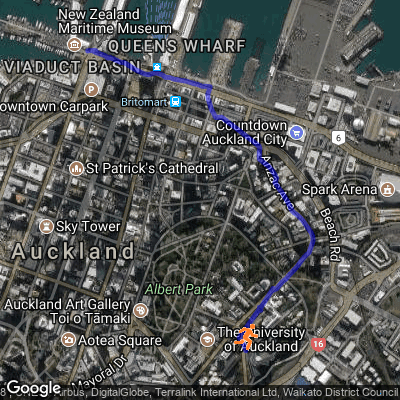 New Zealand
Maritime Museum
QUEENS WHARF
VIADUCT BASIN
Downtown Carpark
P
Britomart
Countdown
Auckland City
6
Anzac Ave
St Patrick's Cathedral
Spark Arena
Beach Rd
Sky Tower
Auckland
Albert Park
Auckland Art Gallery
Toi o Tāmaki
Aotea Square
The University
of Auckland
16
Mayoral Dr
Google
Airbus, DigitalGlobe, Terralink International Ltd, Waikato District Council